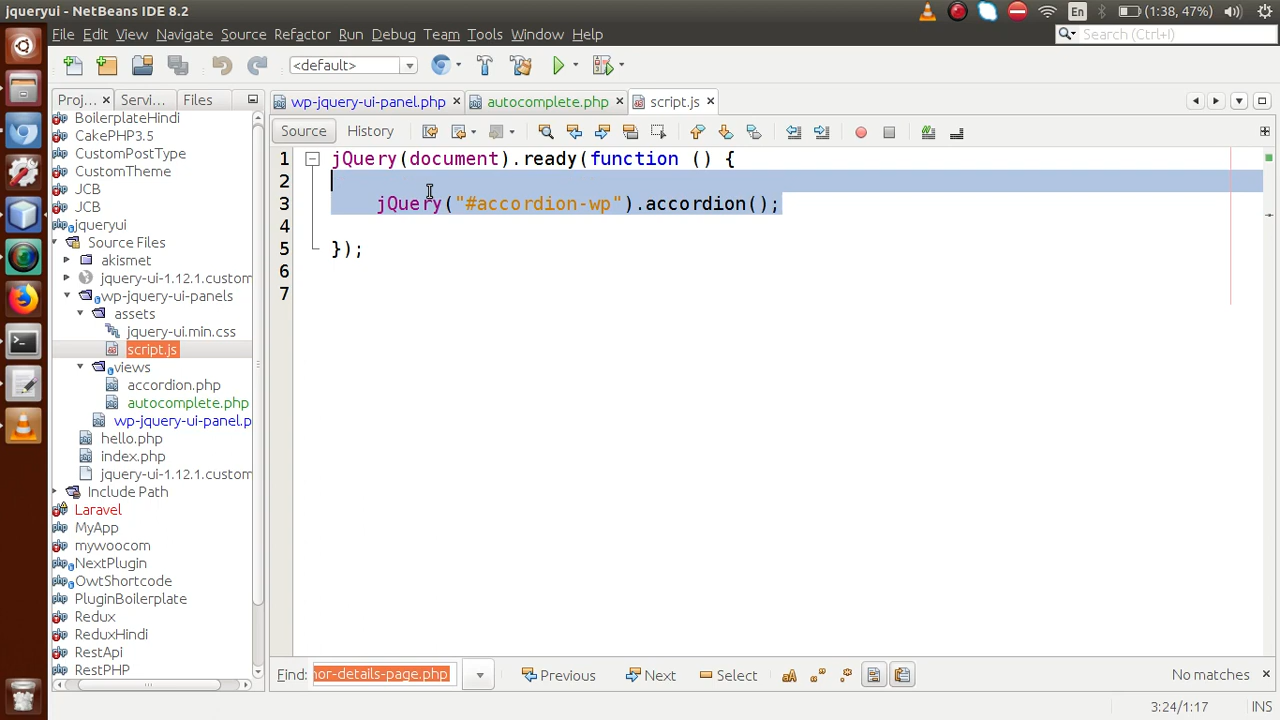 jqueryui - NetBeans IDE 8.2
En
(1:38, 47%)
File Edit View Navigate Source Refactor Run Debug Team Tools Window Help
Search (Ctrl+I)
<default>
Proj... Servi... Files
wp-jquery-ui-panel.php autocomplete.php script.js
Source History
BoilerplateHindi
CakePHP3.5
CustomPostType
CustomTheme
JCB
JCB
jqueryui
Source Files
akismet
jquery-ui-1.12.1.custom
wp-jquery-ui-panels
assets
jquery-ui.min.css
script.js
views
accordion.php
autocomplete.php
wp-jquery-ui-panel.p
hello.php
index.php
jquery-ui-1.12.1.custom
Include Path
Laravel
MyApp
mywoocom
NextPlugin
OwtShortcode
PluginBoilerplate
Redux
ReduxHindi
RestApi
RestPHP
1 jQuery(document).ready(function () {
2
3 jQuery("#accordion-wp").accordion();
4
5 });
6
7
Find: nor-details-page.php Previous Next Select aA No matches
3:24/1:17 INS